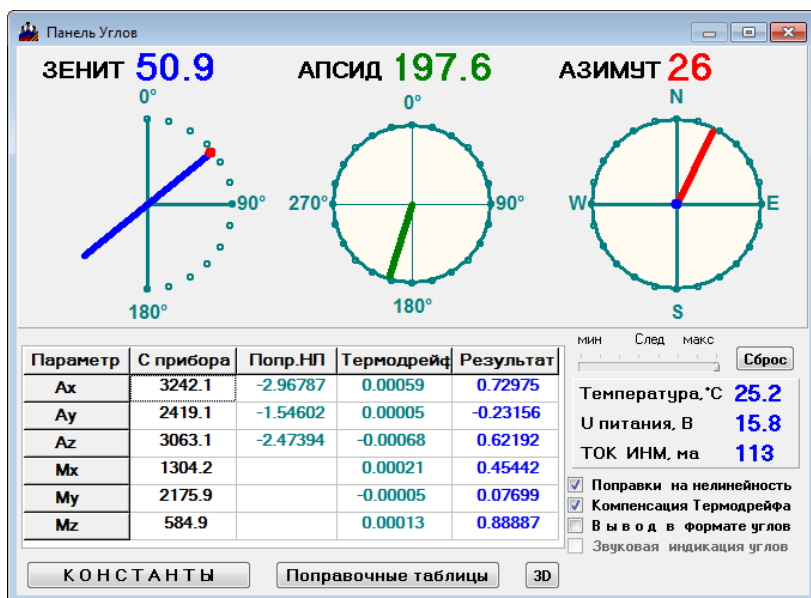 Панель Углов
ЗЕНИТ 50.9 АПСИД 197.6 АЗИМУТ 26
0° 0° N
90° 270° 90° W E
180° 180° S
мин След макс
Сброс
Параметр С прибора Попр.НЛ Термодрейф Результат
Ax 3242.1 -2.96787 0.00059 0.72975
Ay 2419.1 -1.54602 0.00005 -0.23156
Az 3063.1 -2.47394 -0.00068 0.62192
Mx 1304.2 0.00021 0.45442
My 2175.9 -0.00005 0.07699
Mz 584.9 0.00013 0.88887
Температура,°C 25.2
U питания, В 15.8
ТОК ИНМ, ма 113
Поправки на нелинейность
Компенсация Термодрейфа
Вывод в формате углов
Звуковая индикация углов
КОНСТАНТЫ Поправочные таблицы 3D